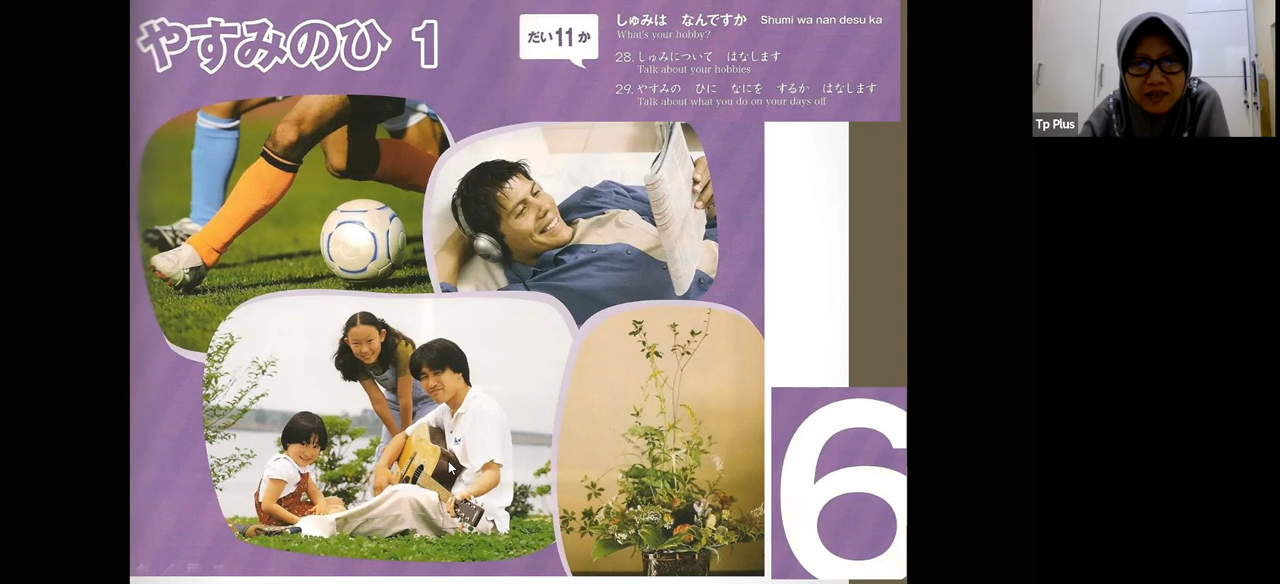 やすみのひ 1
だい11か
しゅみは なんですか Shumi wa nan desu ka
What's your hobby?
28. しゅみについて はなします
Talk about your hobbies
29. やすみの ひに なにを するか はなします
Talk about what you do on your days off
6
Tp Plus